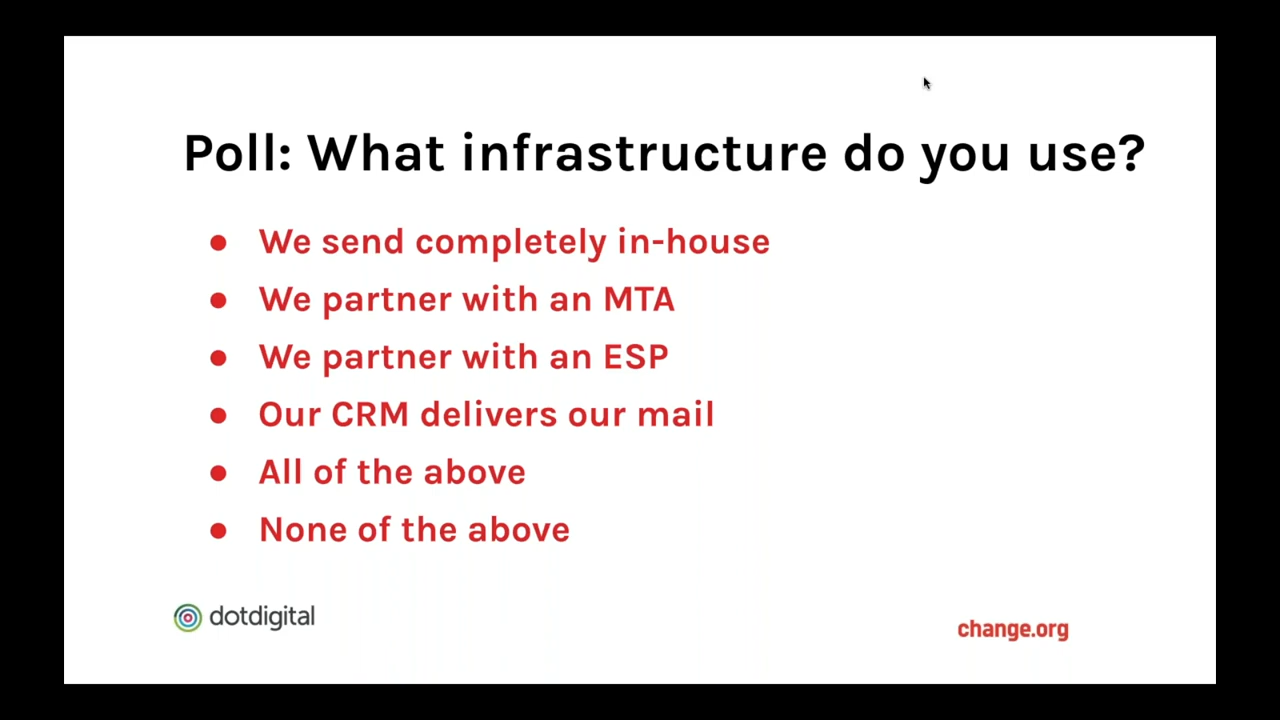 Poll: What infrastructure do you use?
● We send completely in-house
● We partner with an MTA
● We partner with an ESP
● Our CRM delivers our mail
● All of the above
● None of the above
dotdigital
change.org